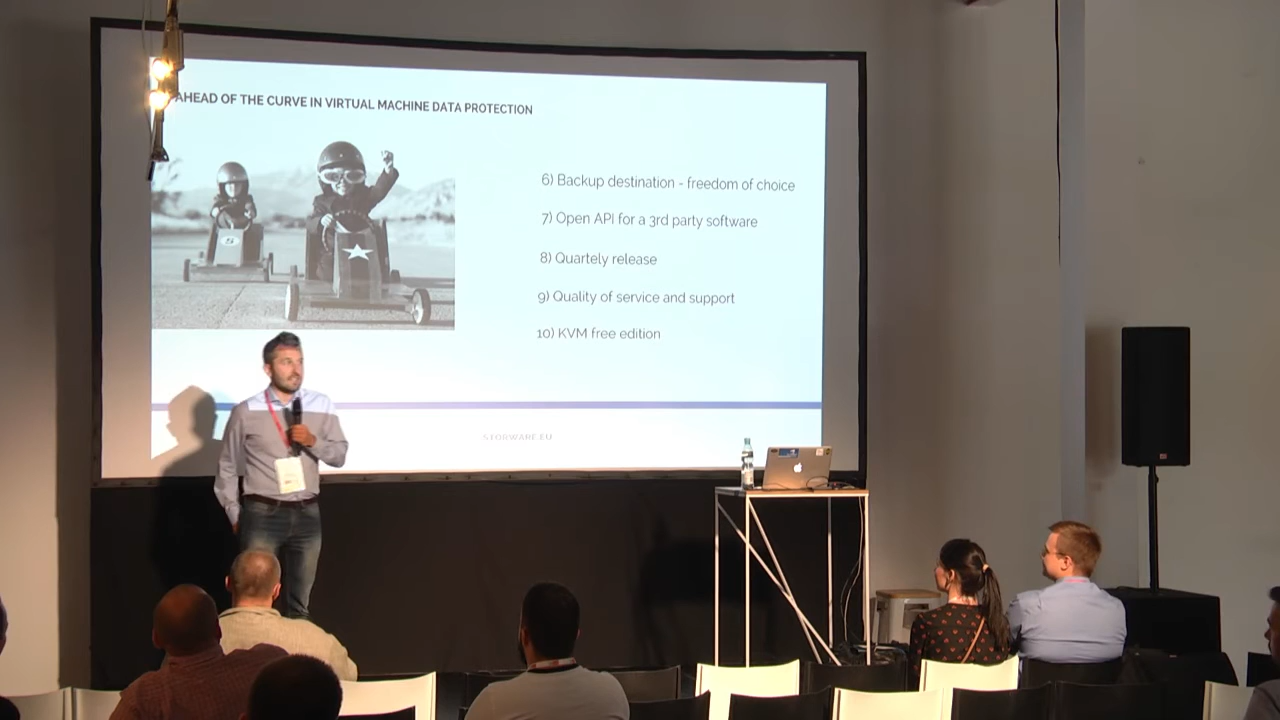 AHEAD OF THE CURVE IN VIRTUAL MACHINE DATA PROTECTION
6) Backup destination - freedom of choice
7) Open API for a 3rd party software
8) Quartely release
9) Quality of service and support
10) KVM free edition
STORWARE.EU
5